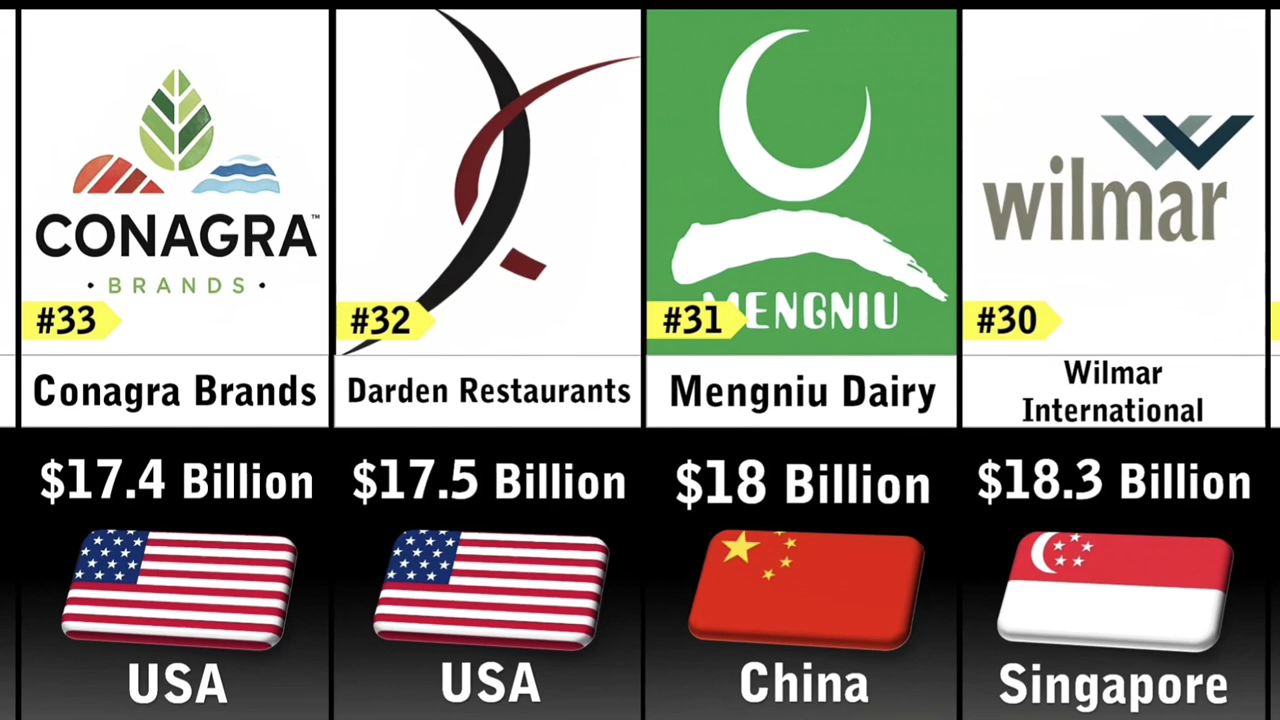 CONAGRA™
· BRANDS ·
#33
Conagra Brands
$17.4 Billion
USA
#32
Darden Restaurants
$17.5 Billion
USA
MENGNIU
#31
Mengniu Dairy
$18 Billion
China
wilmar
#30
Wilmar
International
$18.3 Billion
Singapore